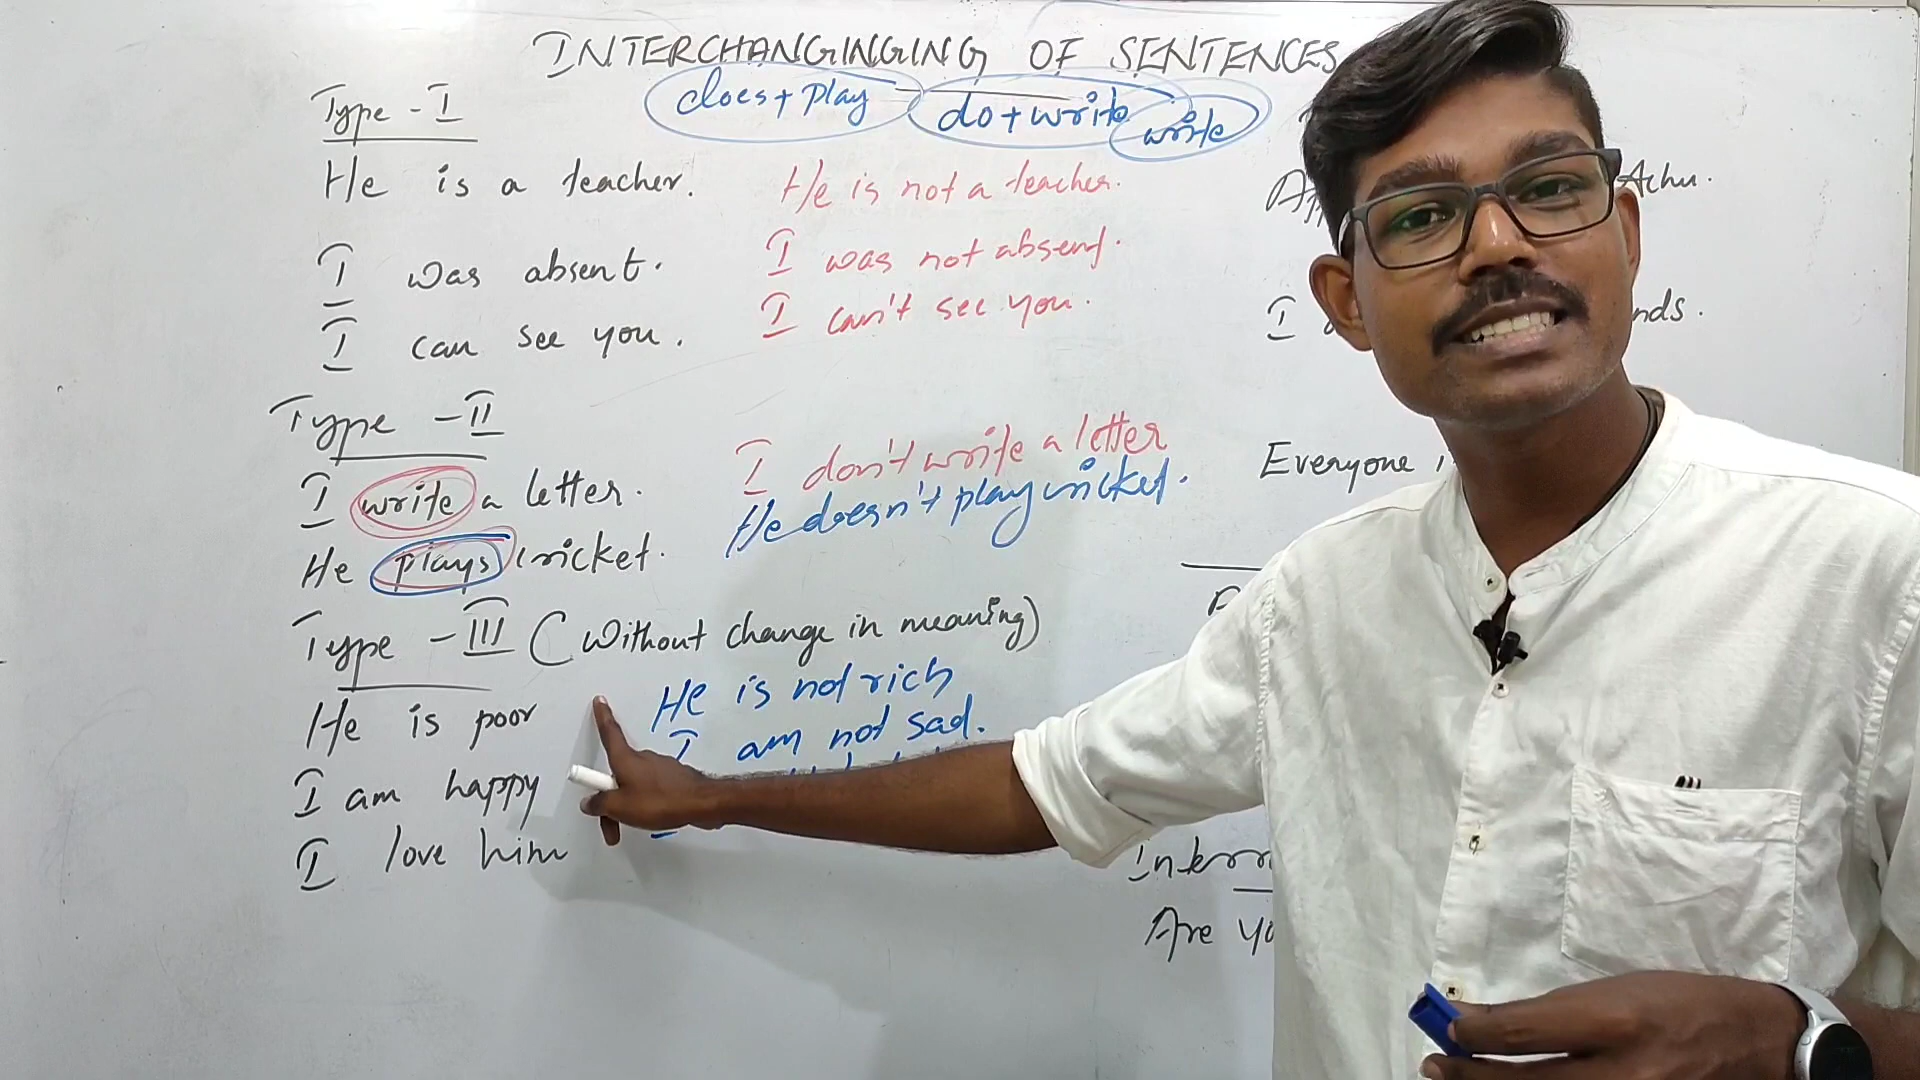 INTERCHANGINGING OF SENTENCES
does + play do + write write
Type - I
He is a teacher. He is not a teacher. Achu.
I was absent. I was not absent.
I can see you. I can't see you. I
Type - II
I write a letter. I don't write a letter Everyone
He plays cricket. He doesn't play cricket.
Type - III (Without change in meaning)
He is poor He is not rich
I am happy I am not sad.
I love him
Are